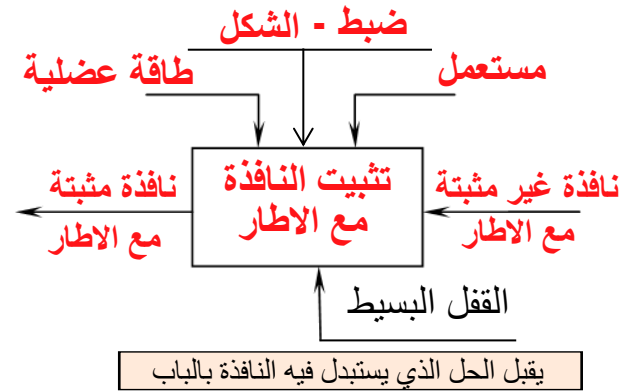 ضبط - الشكل
طاقة عضلية
مستعمل
نافذة غير مثبتة
مع الاطار
تثبيت النافذة
مع الاطار
نافذة مثبتة
مع الاطار
القفل البسيط
يقبل الحل الذي يستبدل فيه النافذة بالباب